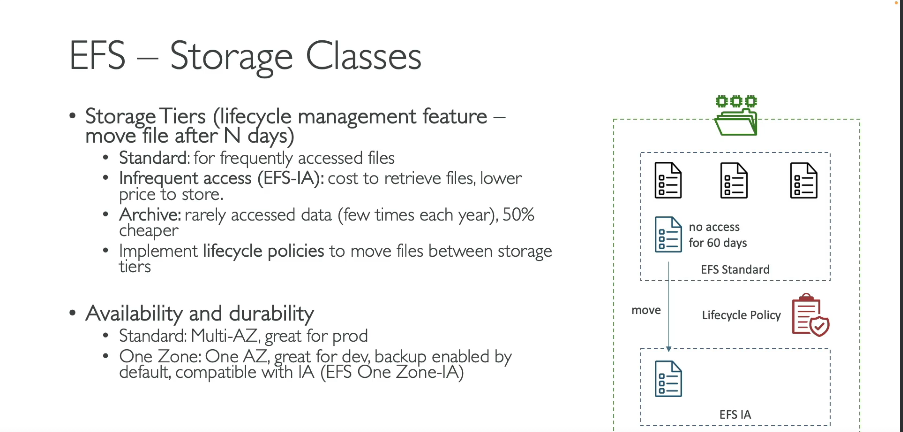 EFS – Storage Classes
• Storage Tiers (lifecycle management feature –
move file after N days)
• Standard: for frequently accessed files
• Infrequent access (EFS-IA): cost to retrieve files, lower
price to store.
• Archive: rarely accessed data (few times each year), 50%
cheaper
• Implement lifecycle policies to move files between storage
tiers
• Availability and durability
• Standard: Multi-AZ, great for prod
• One Zone: One AZ, great for dev, backup enabled by
default, compatible with IA (EFS One Zone-IA)
no access
for 60 days
EFS Standard
move
Lifecycle Policy
EFS IA